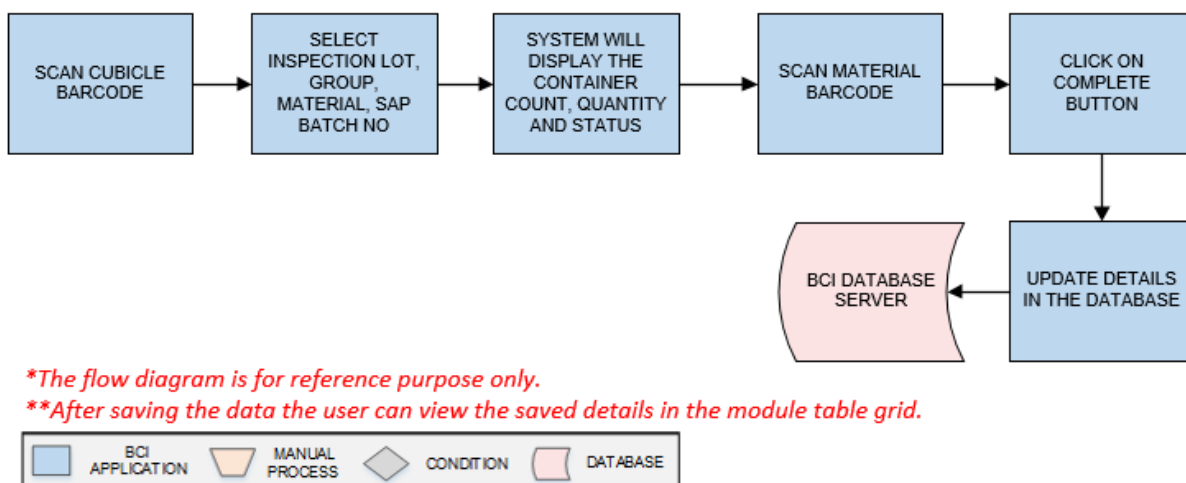 SCAN CUBICLE
BARCODE
SELECT
INSPECTION LOT,
GROUP,
MATERIAL, SAP
BATCH NO
SYSTEM WILL
DISPLAY THE
CONTAINER
COUNT, QUANTITY
AND STATUS
SCAN MATERIAL
BARCODE
CLICK ON
COMPLETE
BUTTON
BCI DATABASE
SERVER
UPDATE DETAILS
IN THE DATABASE
*The flow diagram is for reference purpose only.
**After saving the data the user can view the saved details in the module table grid.
BCI
APPLICATION
MANUAL
PROCESS
CONDITION
DATABASE